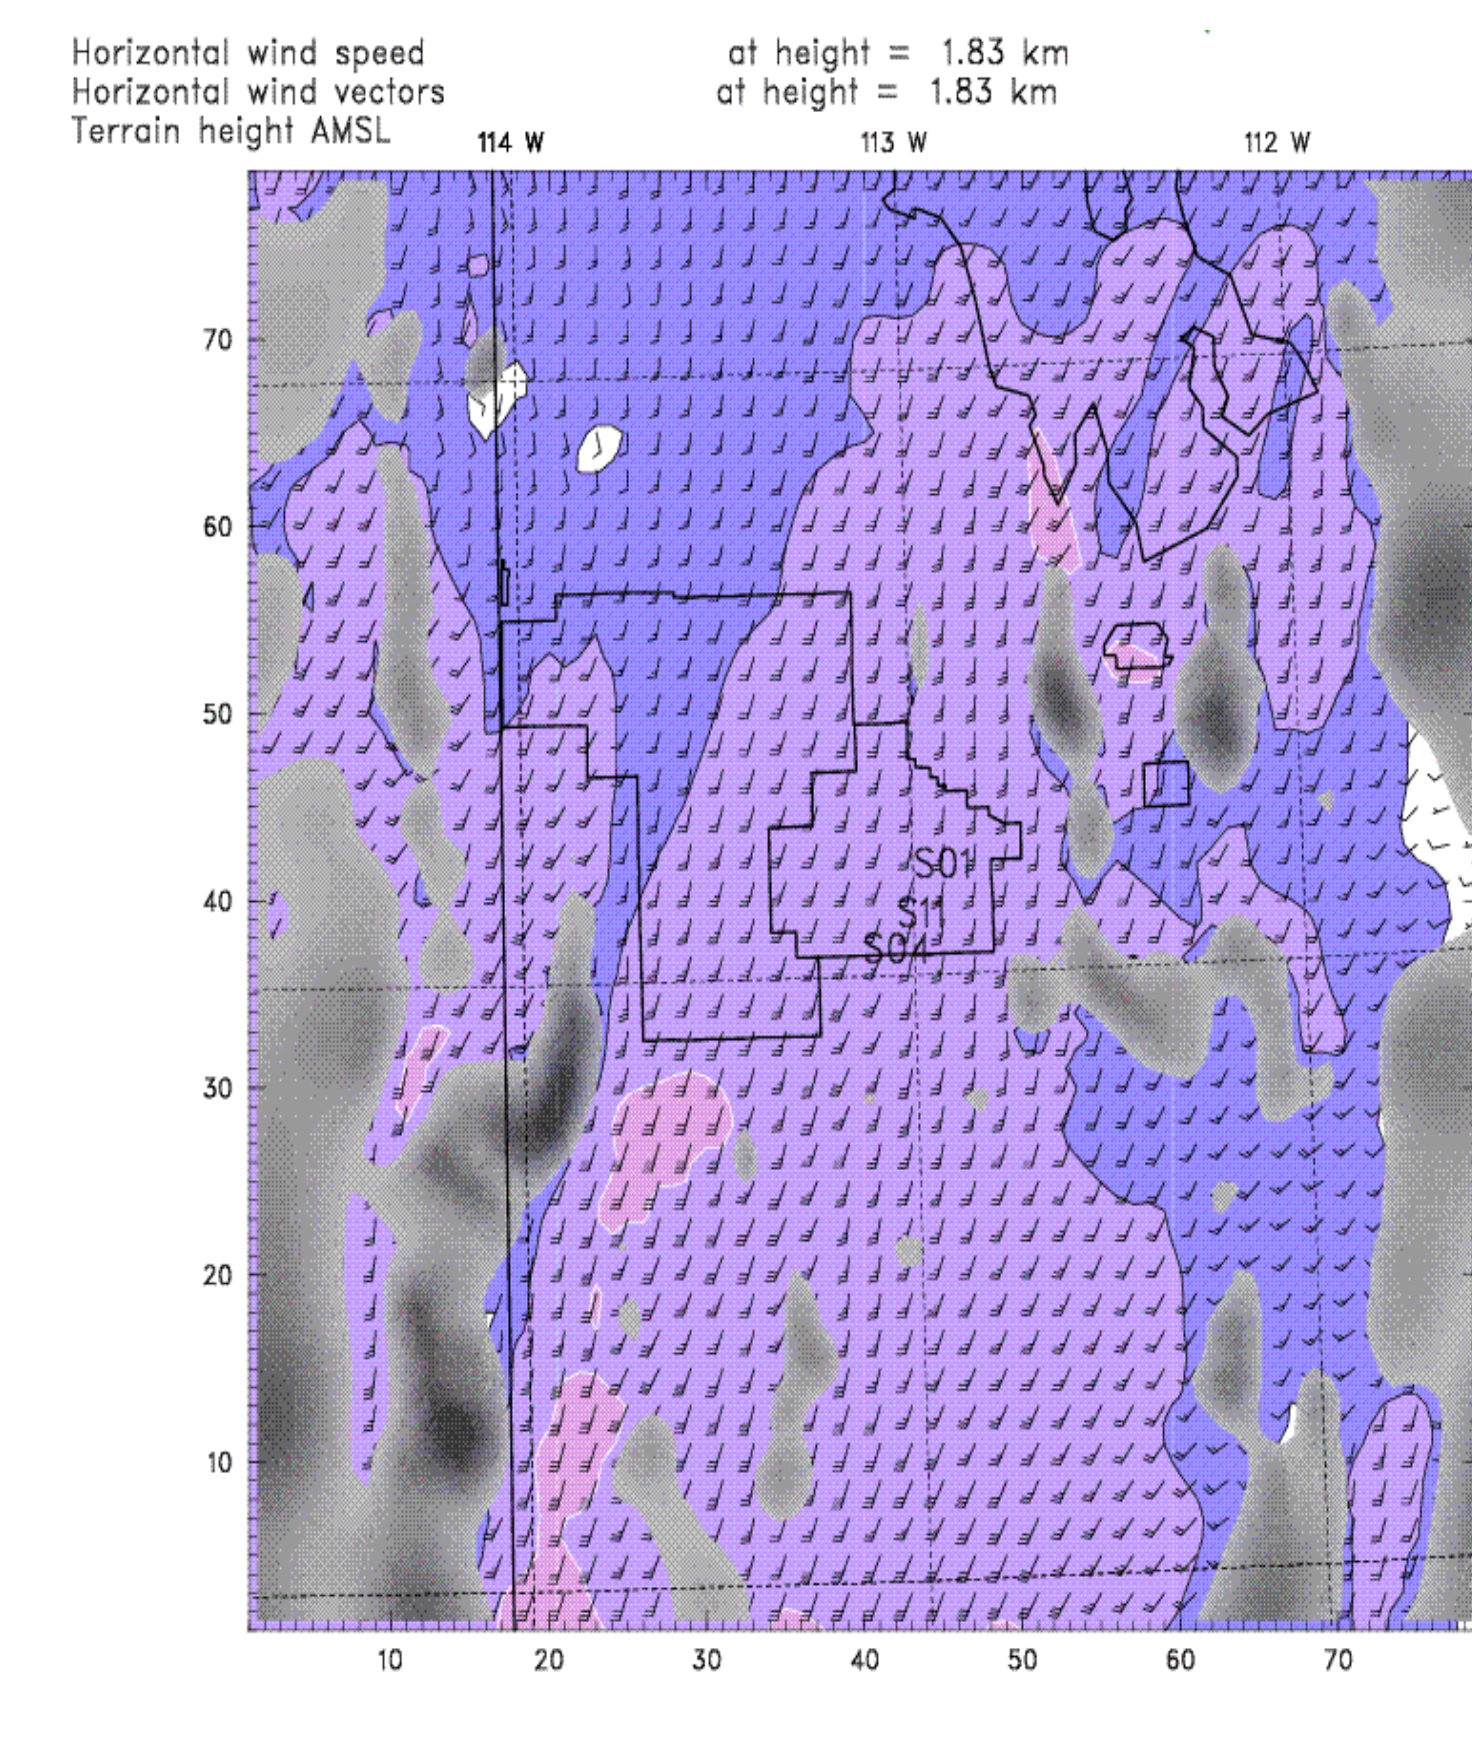 Horizontal wind speed at height = 1.83 km
Horizontal wind vectors at height = 1.83 km
Terrain height AMSL
114 W 113 W 112 W
70
60
50
S01
40
S11
S04
30
20
10
10 20 30 40 50 60 70